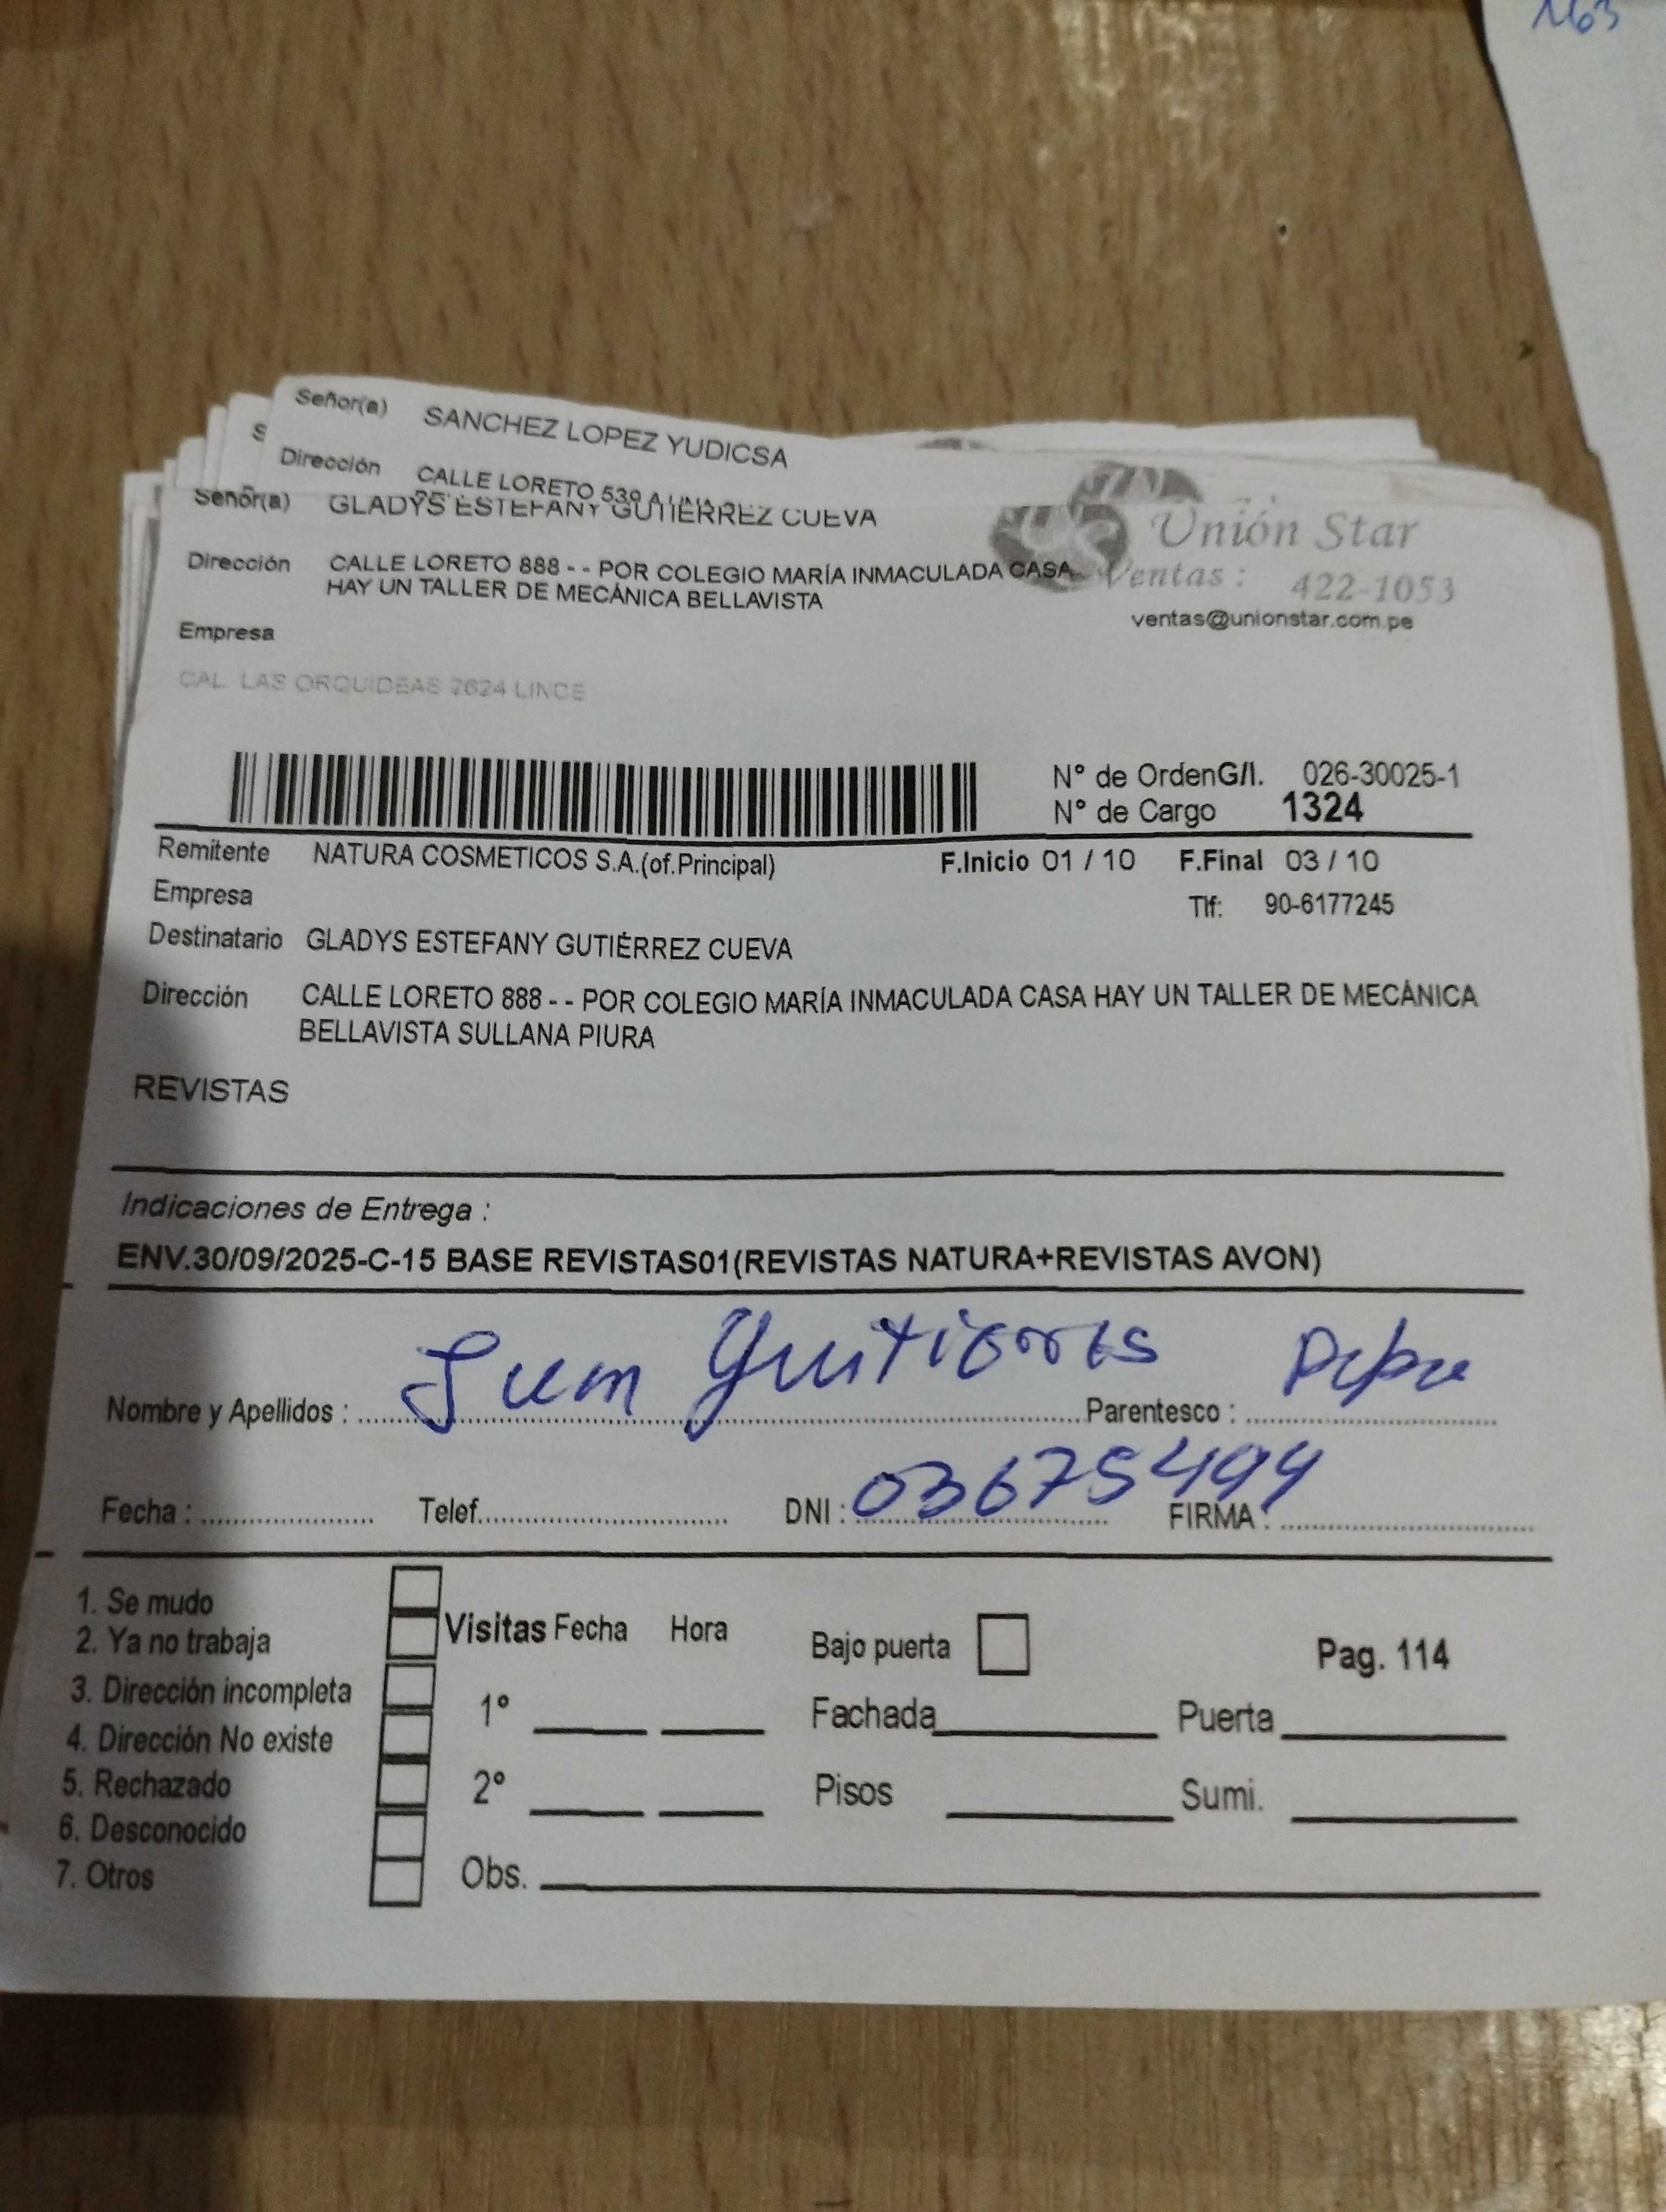 163
Señor(a) SANCHEZ LOPEZ YUDICSA
Dirección CALLE LORETO 539 A UNA
Señor(a) GLADYS ESTEFANY GUTIÉRREZ CUEVA
Unión Star
Dirección CALLE LORETO 888 - - POR COLEGIO MARÍA INMACULADA CASA
HAY UN TALLER DE MECÁNICA BELLAVISTA
Ventas : 422-1053
ventas@unionstar.com.pe
Empresa
CAL. LAS ORQUIDEAS 2624 LINCE
N° de OrdenG/I. 026-30025-1
N° de Cargo 1324
Remitente NATURA COSMETICOS S.A.(of.Principal) F.Inicio 01 / 10 F.Final 03 / 10
Empresa Tlf: 90-6177245
Destinatario GLADYS ESTEFANY GUTIÉRREZ CUEVA
Dirección CALLE LORETO 888 - - POR COLEGIO MARÍA INMACULADA CASA HAY UN TALLER DE MECÁNICA
BELLAVISTA SULLANA PIURA
REVISTAS
Indicaciones de Entrega :
ENV.30/09/2025-C-15 BASE REVISTAS01(REVISTAS NATURA+REVISTAS AVON)
Nombre y Apellidos : Parentesco :
Fecha : Telef. DNI : 03675494 FIRMA :
1. Se mudo
2. Ya no trabaja
3. Dirección incompleta
4. Dirección No existe
5. Rechazado
6. Desconocido
7. Otros
Visitas Fecha Hora
1°
2°
Obs.
Bajo puerta
Pag. 114
Fachada Puerta
Pisos Sumi.